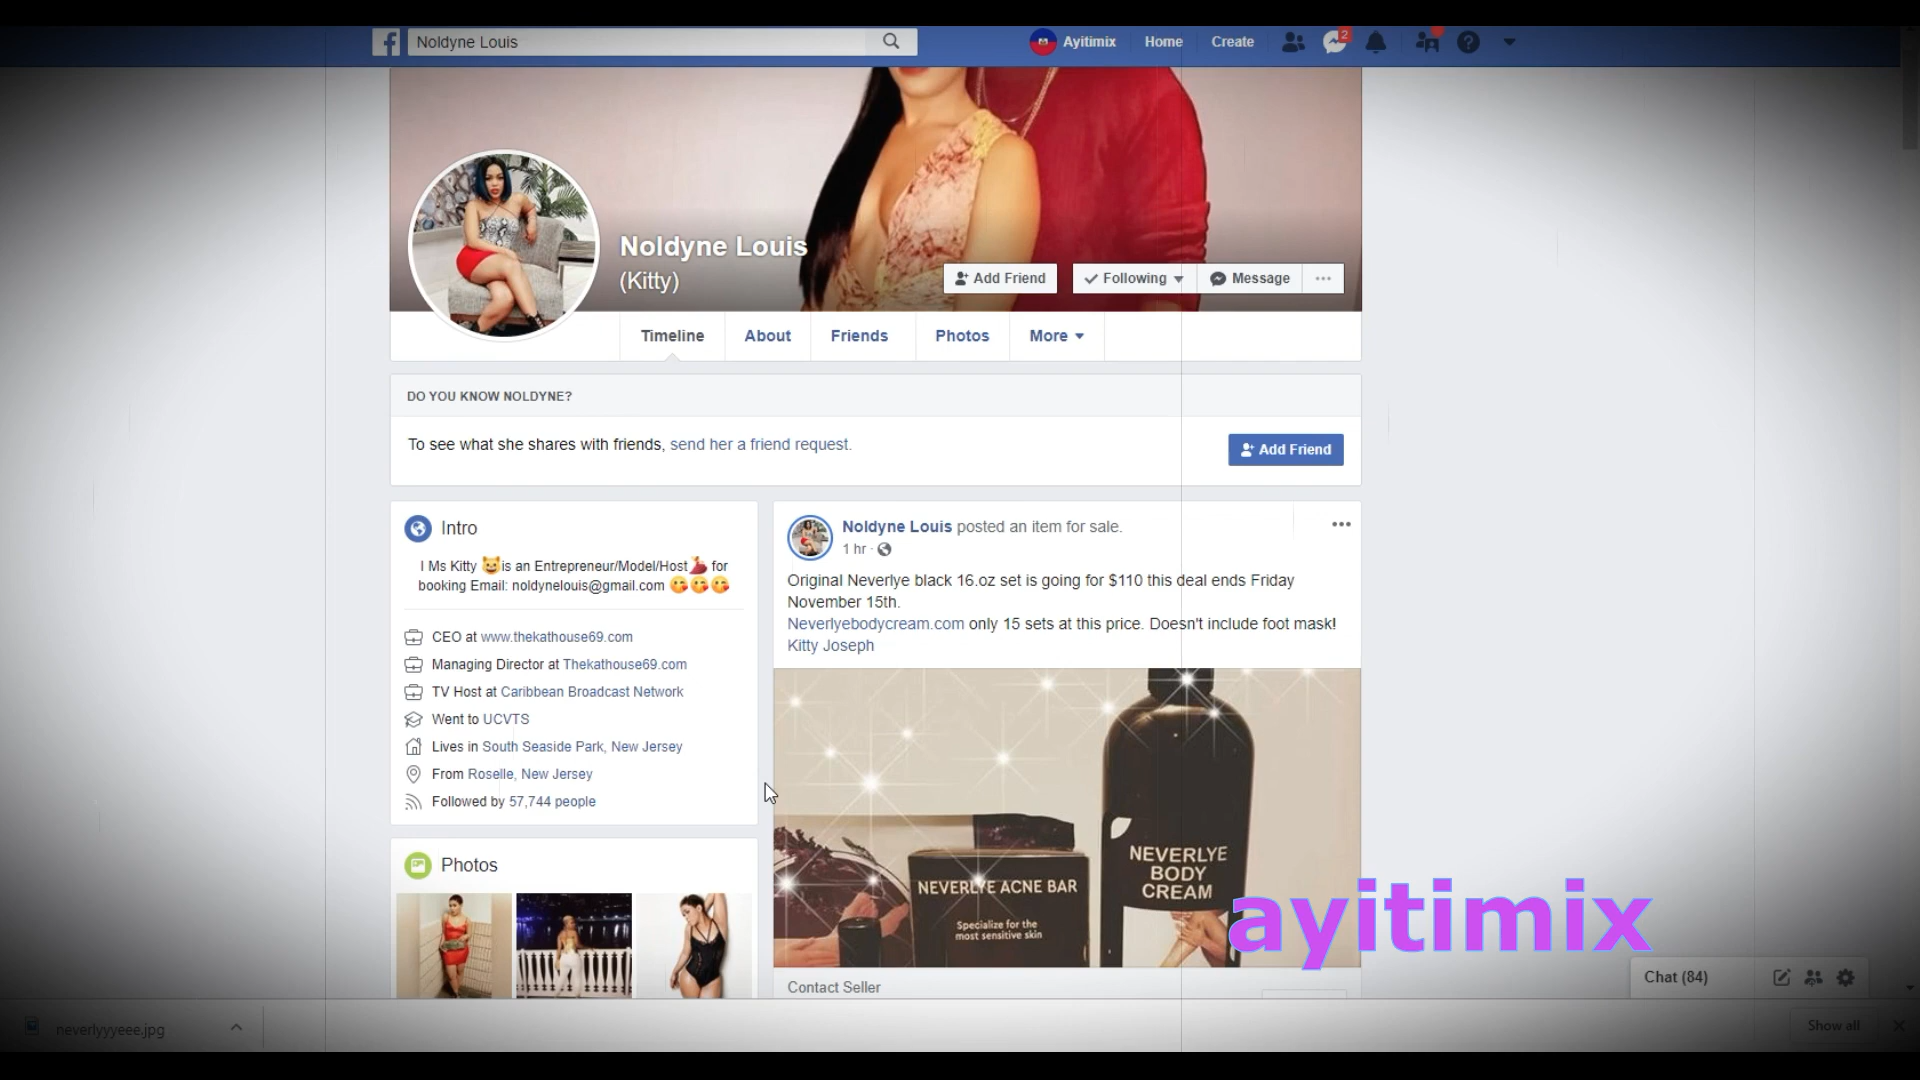 Noldyne Louis
Ayitimix
Home
Create
2
Noldyne Louis
(Kitty)
Add Friend
Following
Message
Timeline
About
Friends
Photos
More
DO YOU KNOW NOLDYNE?
To see what she shares with friends, send her a friend request.
Add Friend
Intro
I Ms Kitty 😺is an Entrepreneur/Model/Host💃 for
booking Email: noldynelouis@gmail.com 😋😋😋
CEO at www.thekathouse69.com
Managing Director at Thekathouse69.com
TV Host at Caribbean Broadcast Network
Went to UCVTS
Lives in South Seaside Park, New Jersey
From Roselle, New Jersey
Followed by 57,744 people
Photos
Noldyne Louis posted an item for sale.
1 hr ·
Original Neverlye black 16.oz set is going for $110 this deal ends Friday
November 15th.
Neverlyebodycream.com only 15 sets at this price. Doesn't include foot mask!
Kitty Joseph
NEVERLYE ACNE BAR
Specialize for the
most sensitive skin
NEVERLYE
BODY
CREAM
ayitimix
Contact Seller
Chat (84)
neverlyyyeee.jpg
Show all